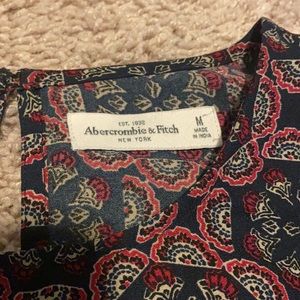 EST. 1892
Abercrombie & Fitch
NEW YORK
M
MADE
IN INDIA